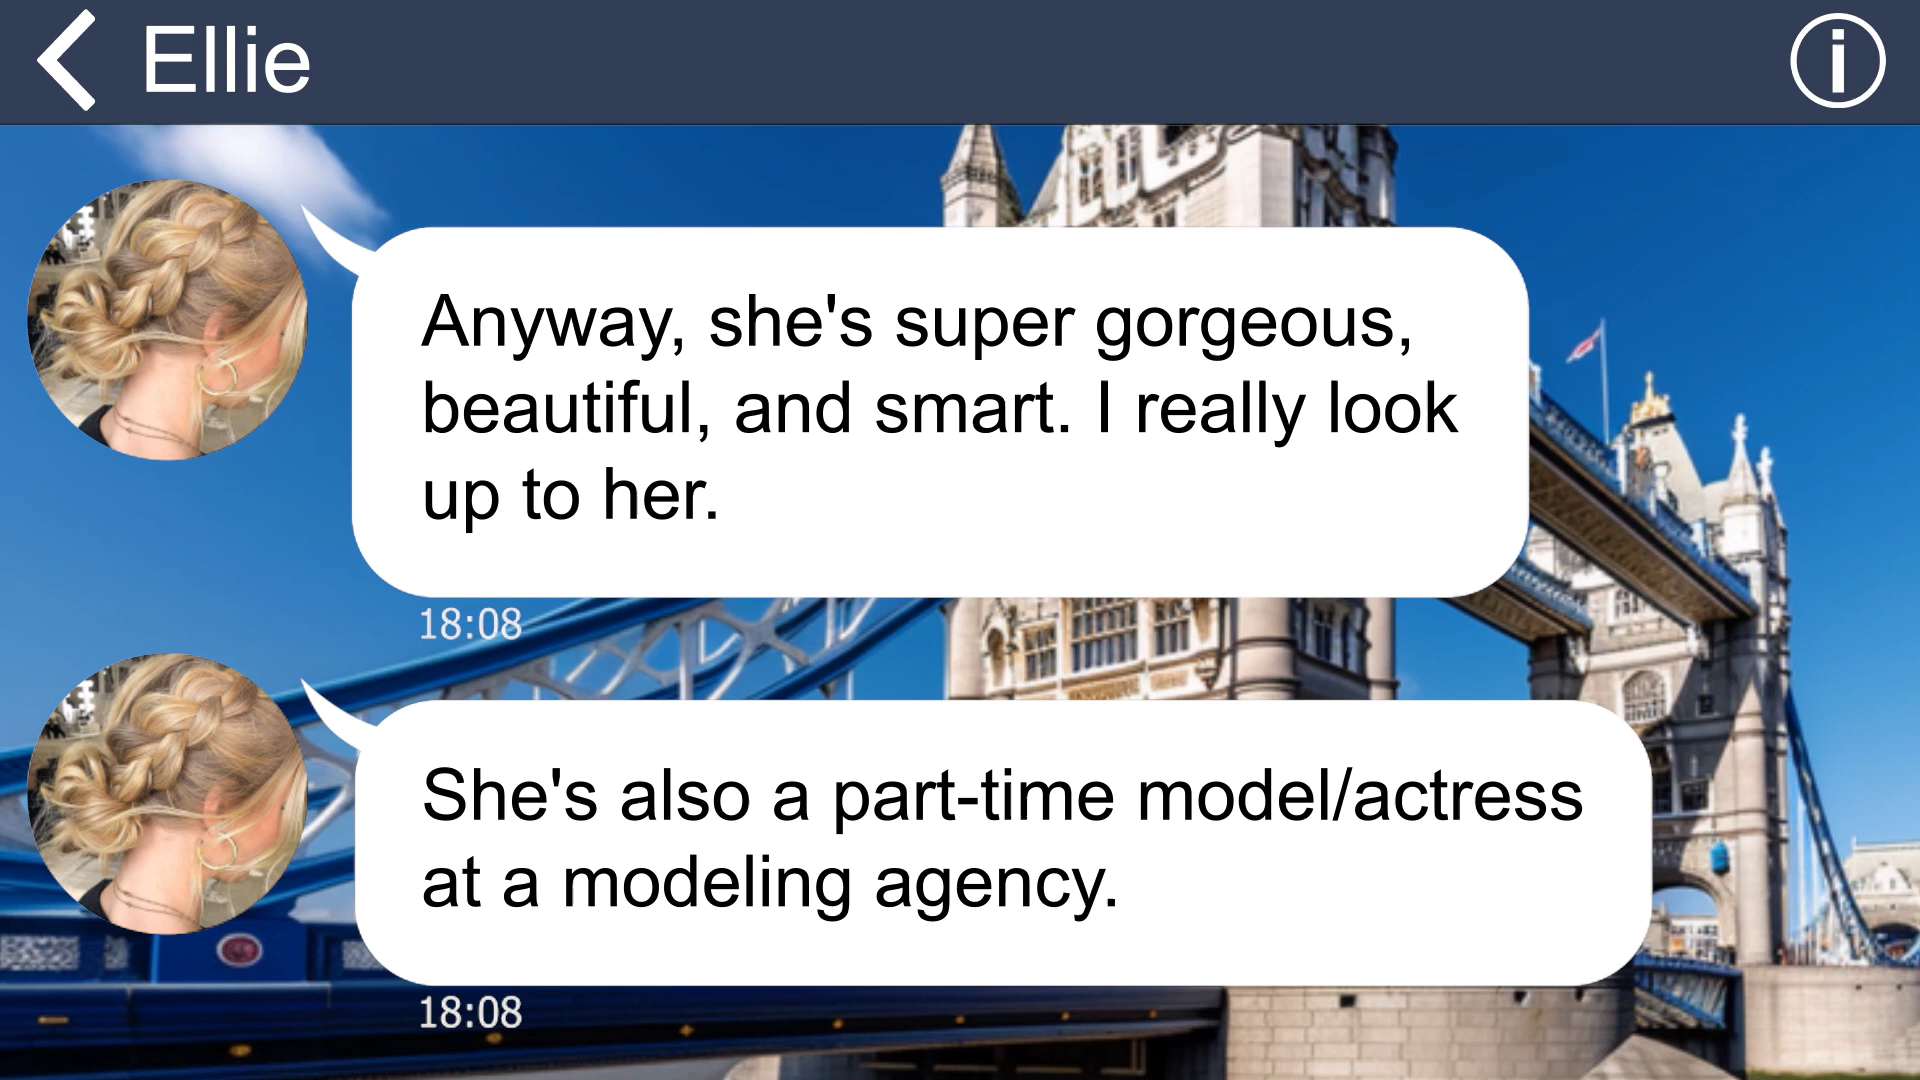 Ellie
Anyway, she's super gorgeous,
beautiful, and smart. I really look
up to her.
18:08
She's also a part-time model/actress
at a modeling agency.
18:08